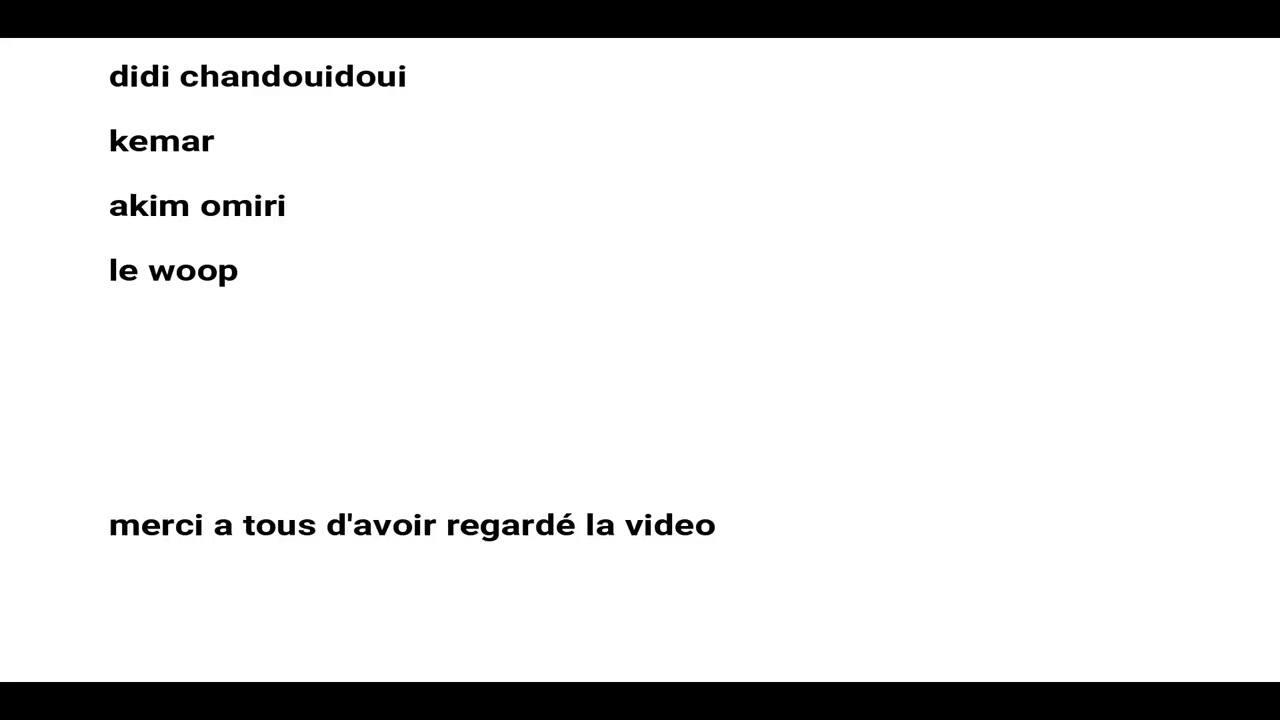 didi chandouidoui
kemar
akim omiri
le woop
merci a tous d'avoir regardé la video